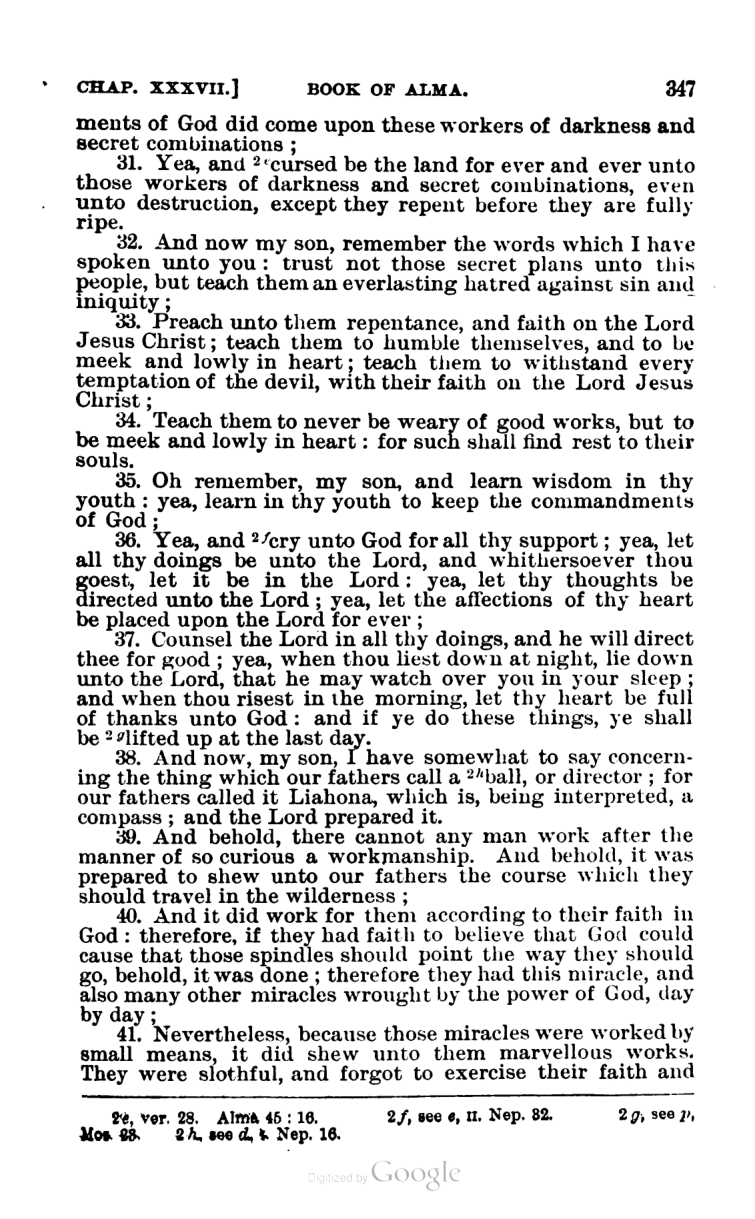 CHAP. XXXVII.] BOOK OF ALMA. 347
ments of God did come upon these workers of darkness and
secret combinations ;
31. Yea, and 2 e cursed be the land for ever and ever unto
those workers of darkness and secret combinations, even
unto destruction, except they repent before they are fully
ripe.
32. And now my son, remember the words which I have
spoken unto you : trust not those secret plans unto this
people, but teach them an everlasting hatred against sin and
iniquity ;
33. Preach unto them repentance, and faith on the Lord
Jesus Christ ; teach them to humble themselves, and to be
meek and lowly in heart ; teach them to withstand every
temptation of the devil, with their faith on the Lord Jesus
Christ ;
34. Teach them to never be weary of good works, but to
be meek and lowly in heart : for such shall find rest to their
souls.
35. Oh remember, my son, and learn wisdom in thy
youth : yea, learn in thy youth to keep the commandments
of God ;
36. Yea, and 2 f cry unto God for all thy support ; yea, let
all thy doings be unto the Lord, and whithersoever thou
goest, let it be in the Lord : yea, let thy thoughts be
directed unto the Lord ; yea, let the affections of thy heart
be placed upon the Lord for ever ;
37. Counsel the Lord in all thy doings, and he will direct
thee for good ; yea, when thou liest down at night, lie down
unto the Lord, that he may watch over you in your sleep ;
and when thou risest in the morning, let thy heart be full
of thanks unto God : and if ye do these things, ye shall
be 2 g lifted up at the last day.
38. And now, my son, I have somewhat to say concern-
ing the thing which our fathers call a 2 h ball, or director ; for
our fathers called it Liahona, which is, being interpreted, a
compass ; and the Lord prepared it.
39. And behold, there cannot any man work after the
manner of so curious a workmanship. And behold, it was
prepared to shew unto our fathers the course which they
should travel in the wilderness ;
40. And it did work for them according to their faith in
God : therefore, if they had faith to believe that God could
cause that those spindles should point the way they should
go, behold, it was done ; therefore they had this miracle, and
also many other miracles wrought by the power of God, day
by day ;
41. Nevertheless, because those miracles were worked by
small means, it did shew unto them marvellous works.
They were slothful, and forgot to exercise their faith and
2 e, ver. 28. Alma 45 : 16. 2 f, see e, II. Nep. 32. 2 g, see p,
Mos. 23. 2 h, see d, I. Nep. 16.
Digitized by Google